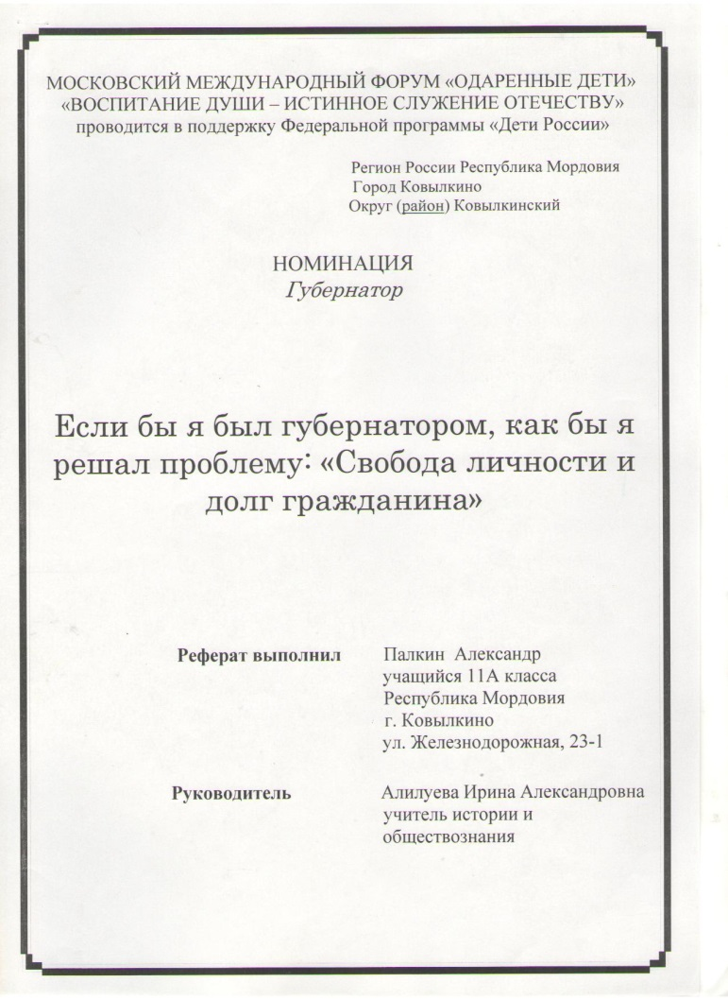 МОСКОВСКИЙ МЕЖДУНАРОДНЫЙ ФОРУМ «ОДАРЕННЫЕ ДЕТИ»
«ВОСПИТАНИЕ ДУШИ – ИСТИННОЕ СЛУЖЕНИЕ ОТЕЧЕСТВУ»
проводится в поддержку Федеральной программы «Дети России»
Регион России Республика Мордовия
Город Ковылкино
Округ (район) Ковылкинский
НОМИНАЦИЯ
Губернатор
Если бы я был губернатором, как бы я
решал проблему: «Свобода личности и
долг гражданина»
Реферат выполнил Палкин Александр
учащийся 11А класса
Республика Мордовия
г. Ковылкино
ул. Железнодорожная, 23-1
Руководитель Алилуева Ирина Александровна
учитель истории и
обществознания